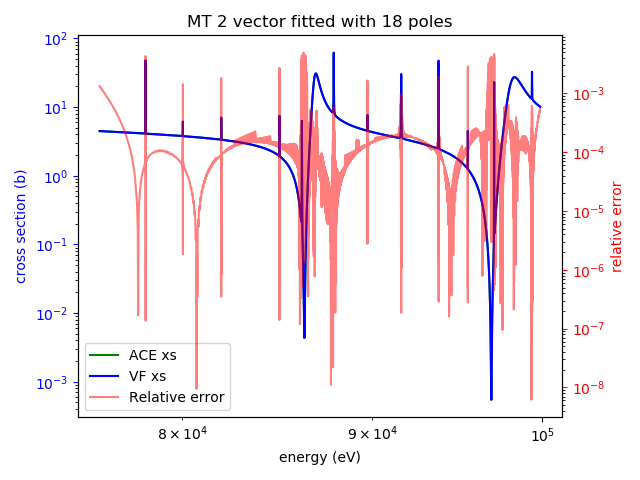 MT 2 vector fitted with 18 poles
10²
10¹
10⁰
10⁻¹
10⁻²
10⁻³
cross section (b)
10⁻³
10⁻⁴
10⁻⁵
10⁻⁶
10⁻⁷
10⁻⁸
relative error
ACE xs
VF xs
Relative error
8 × 10⁴
9 × 10⁴
10⁵
energy (eV)